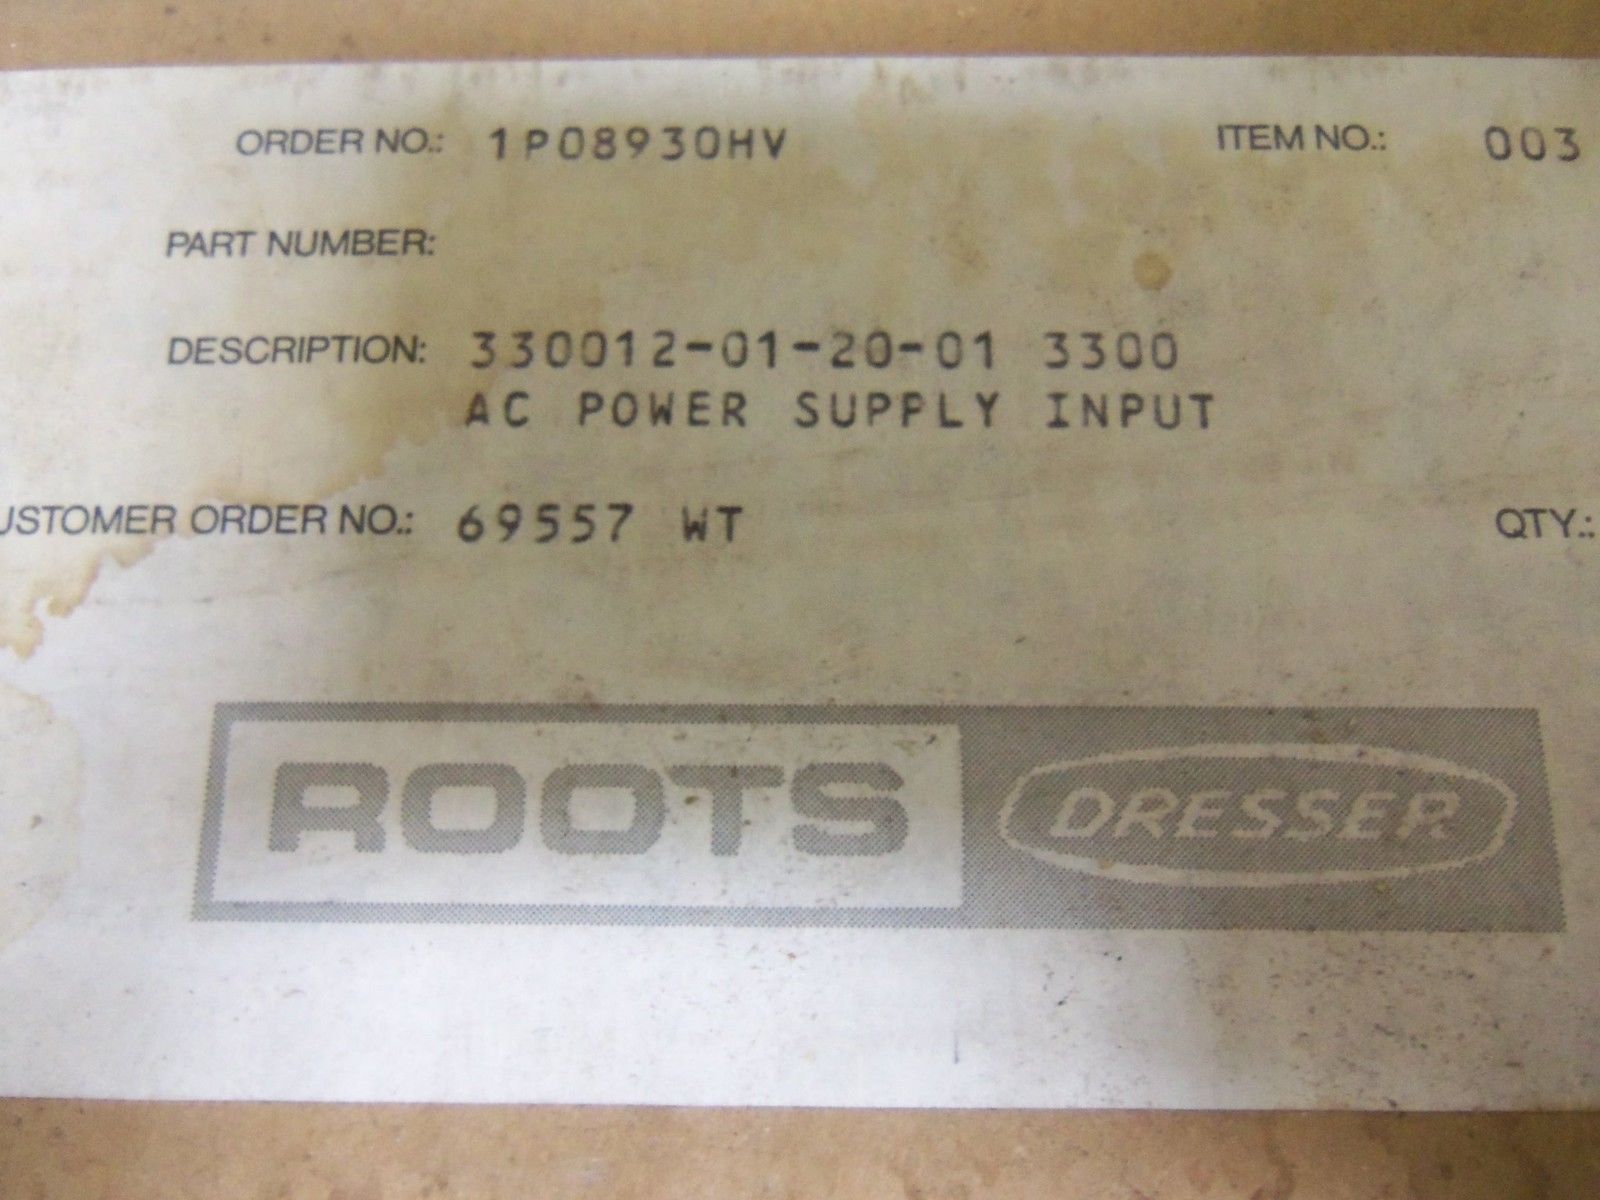 ORDER NO.: 1P08930HV ITEM NO.: 003
PART NUMBER:
DESCRIPTION: 330012-01-20-01 3300
AC POWER SUPPLY INPUT
USTOMER ORDER NO.: 69557 WT QTY.:
ROOTS DRESSER